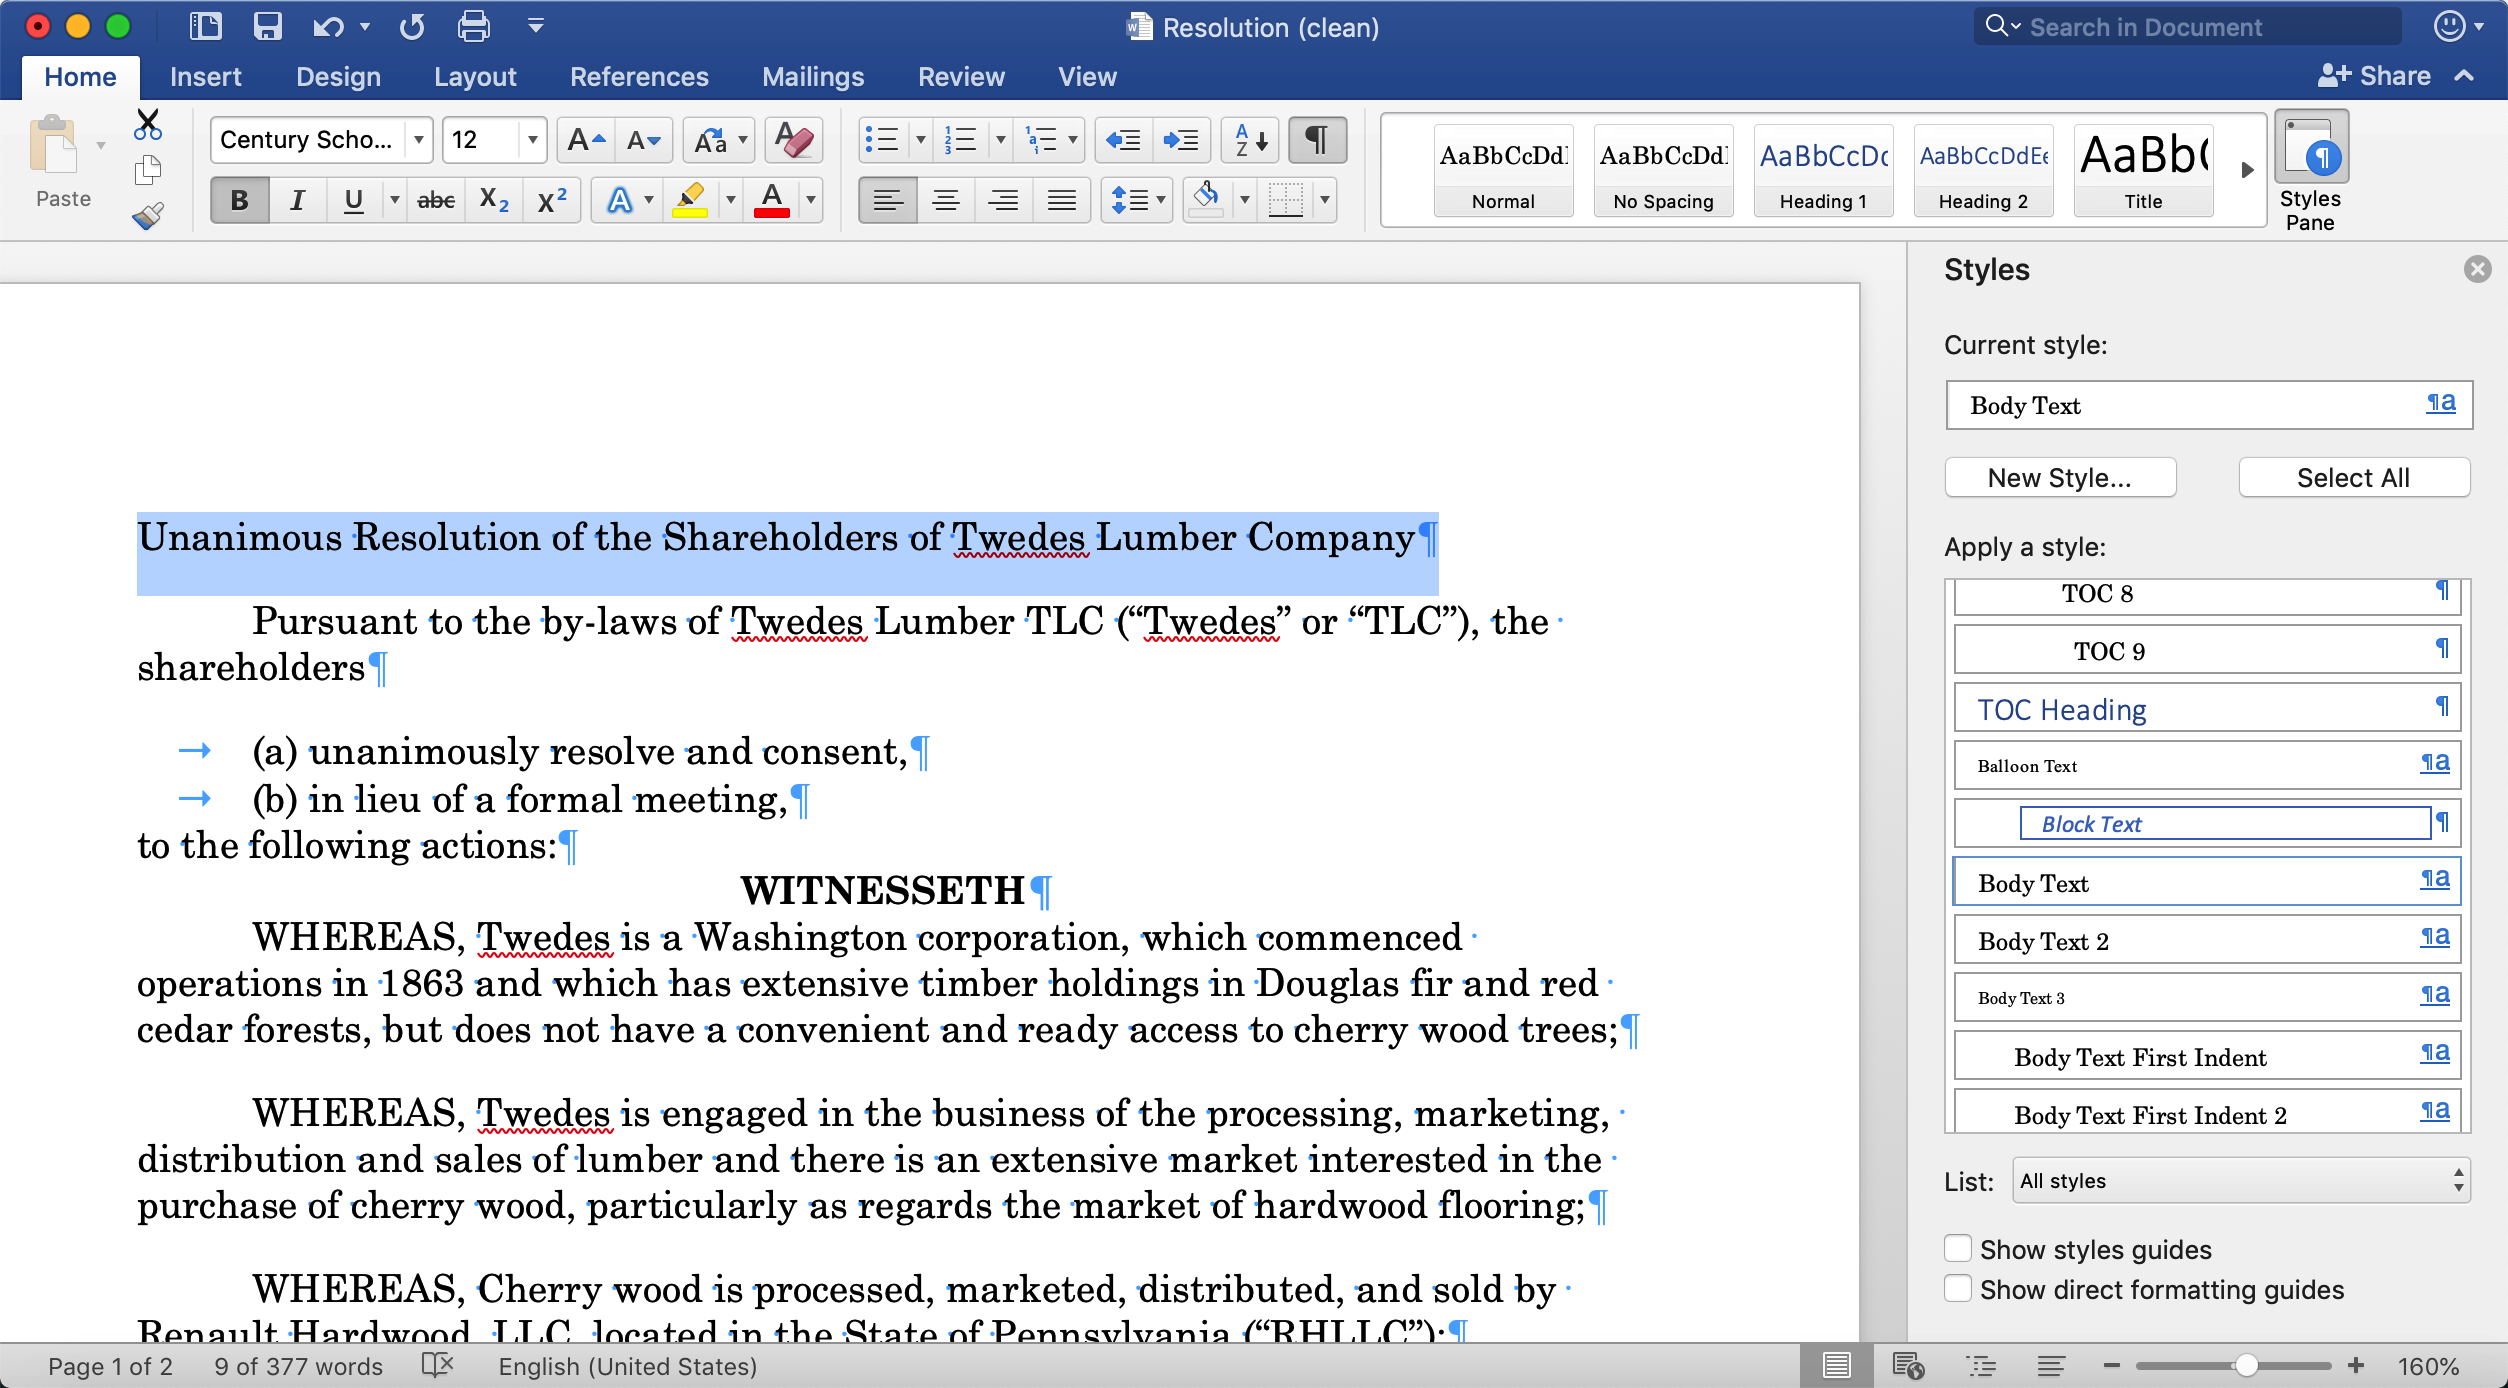 Resolution (clean)
Search in Document
Home Insert Design Layout References Mailings Review View Share
Paste
Century Scho... 12
B I U abc X2 X2
AaBbCcDdI AaBbCcDdI AaBbCcDc AaBbCcDdEe AaBb(
Normal No Spacing Heading 1 Heading 2 Title
Styles
Pane
Unanimous Resolution of the Shareholders of Twedes Lumber Company¶
Pursuant to the by-laws of Twedes Lumber TLC (“Twedes” or “TLC”), the
shareholders¶
→ (a) unanimously resolve and consent,¶
→ (b) in lieu of a formal meeting,¶
to the following actions:¶
WITNESSETH¶
WHEREAS, Twedes is a Washington corporation, which commenced
operations in 1863 and which has extensive timber holdings in Douglas fir and red
cedar forests, but does not have a convenient and ready access to cherry wood trees;¶
WHEREAS, Twedes is engaged in the business of the processing, marketing,
distribution and sales of lumber and there is an extensive market interested in the
purchase of cherry wood, particularly as regards the market of hardwood flooring;¶
WHEREAS, Cherry wood is processed, marketed, distributed, and sold by
Renault Hardwood, LLC, located in the State of Pennsylvania (“RHLLC”);¶
Styles
Current style:
Body Text ¶a
New Style... Select All
Apply a style:
TOC 8 ¶
TOC 9 ¶
TOC Heading ¶
Balloon Text ¶a
Block Text ¶
Body Text ¶a
Body Text 2 ¶a
Body Text 3 ¶a
Body Text First Indent ¶a
Body Text First Indent 2 ¶a
List: All styles
Show styles guides
Show direct formatting guides
Page 1 of 2 9 of 377 words English (United States) 160%